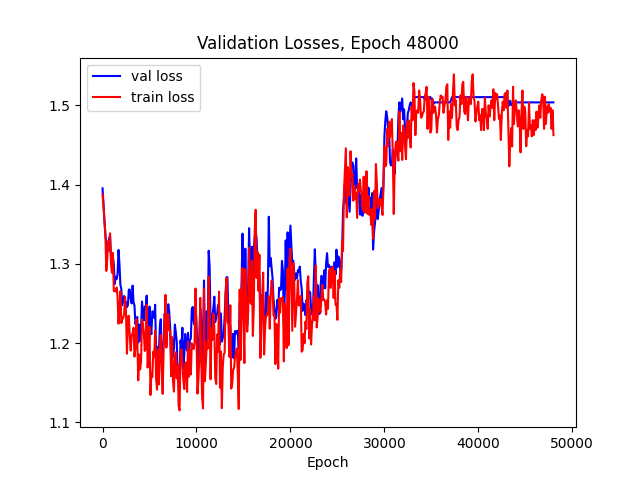 Validation Losses, Epoch 48000
val loss
train loss
1.5
1.4
1.3
1.2
1.1
0 10000 20000 30000 40000 50000
Epoch